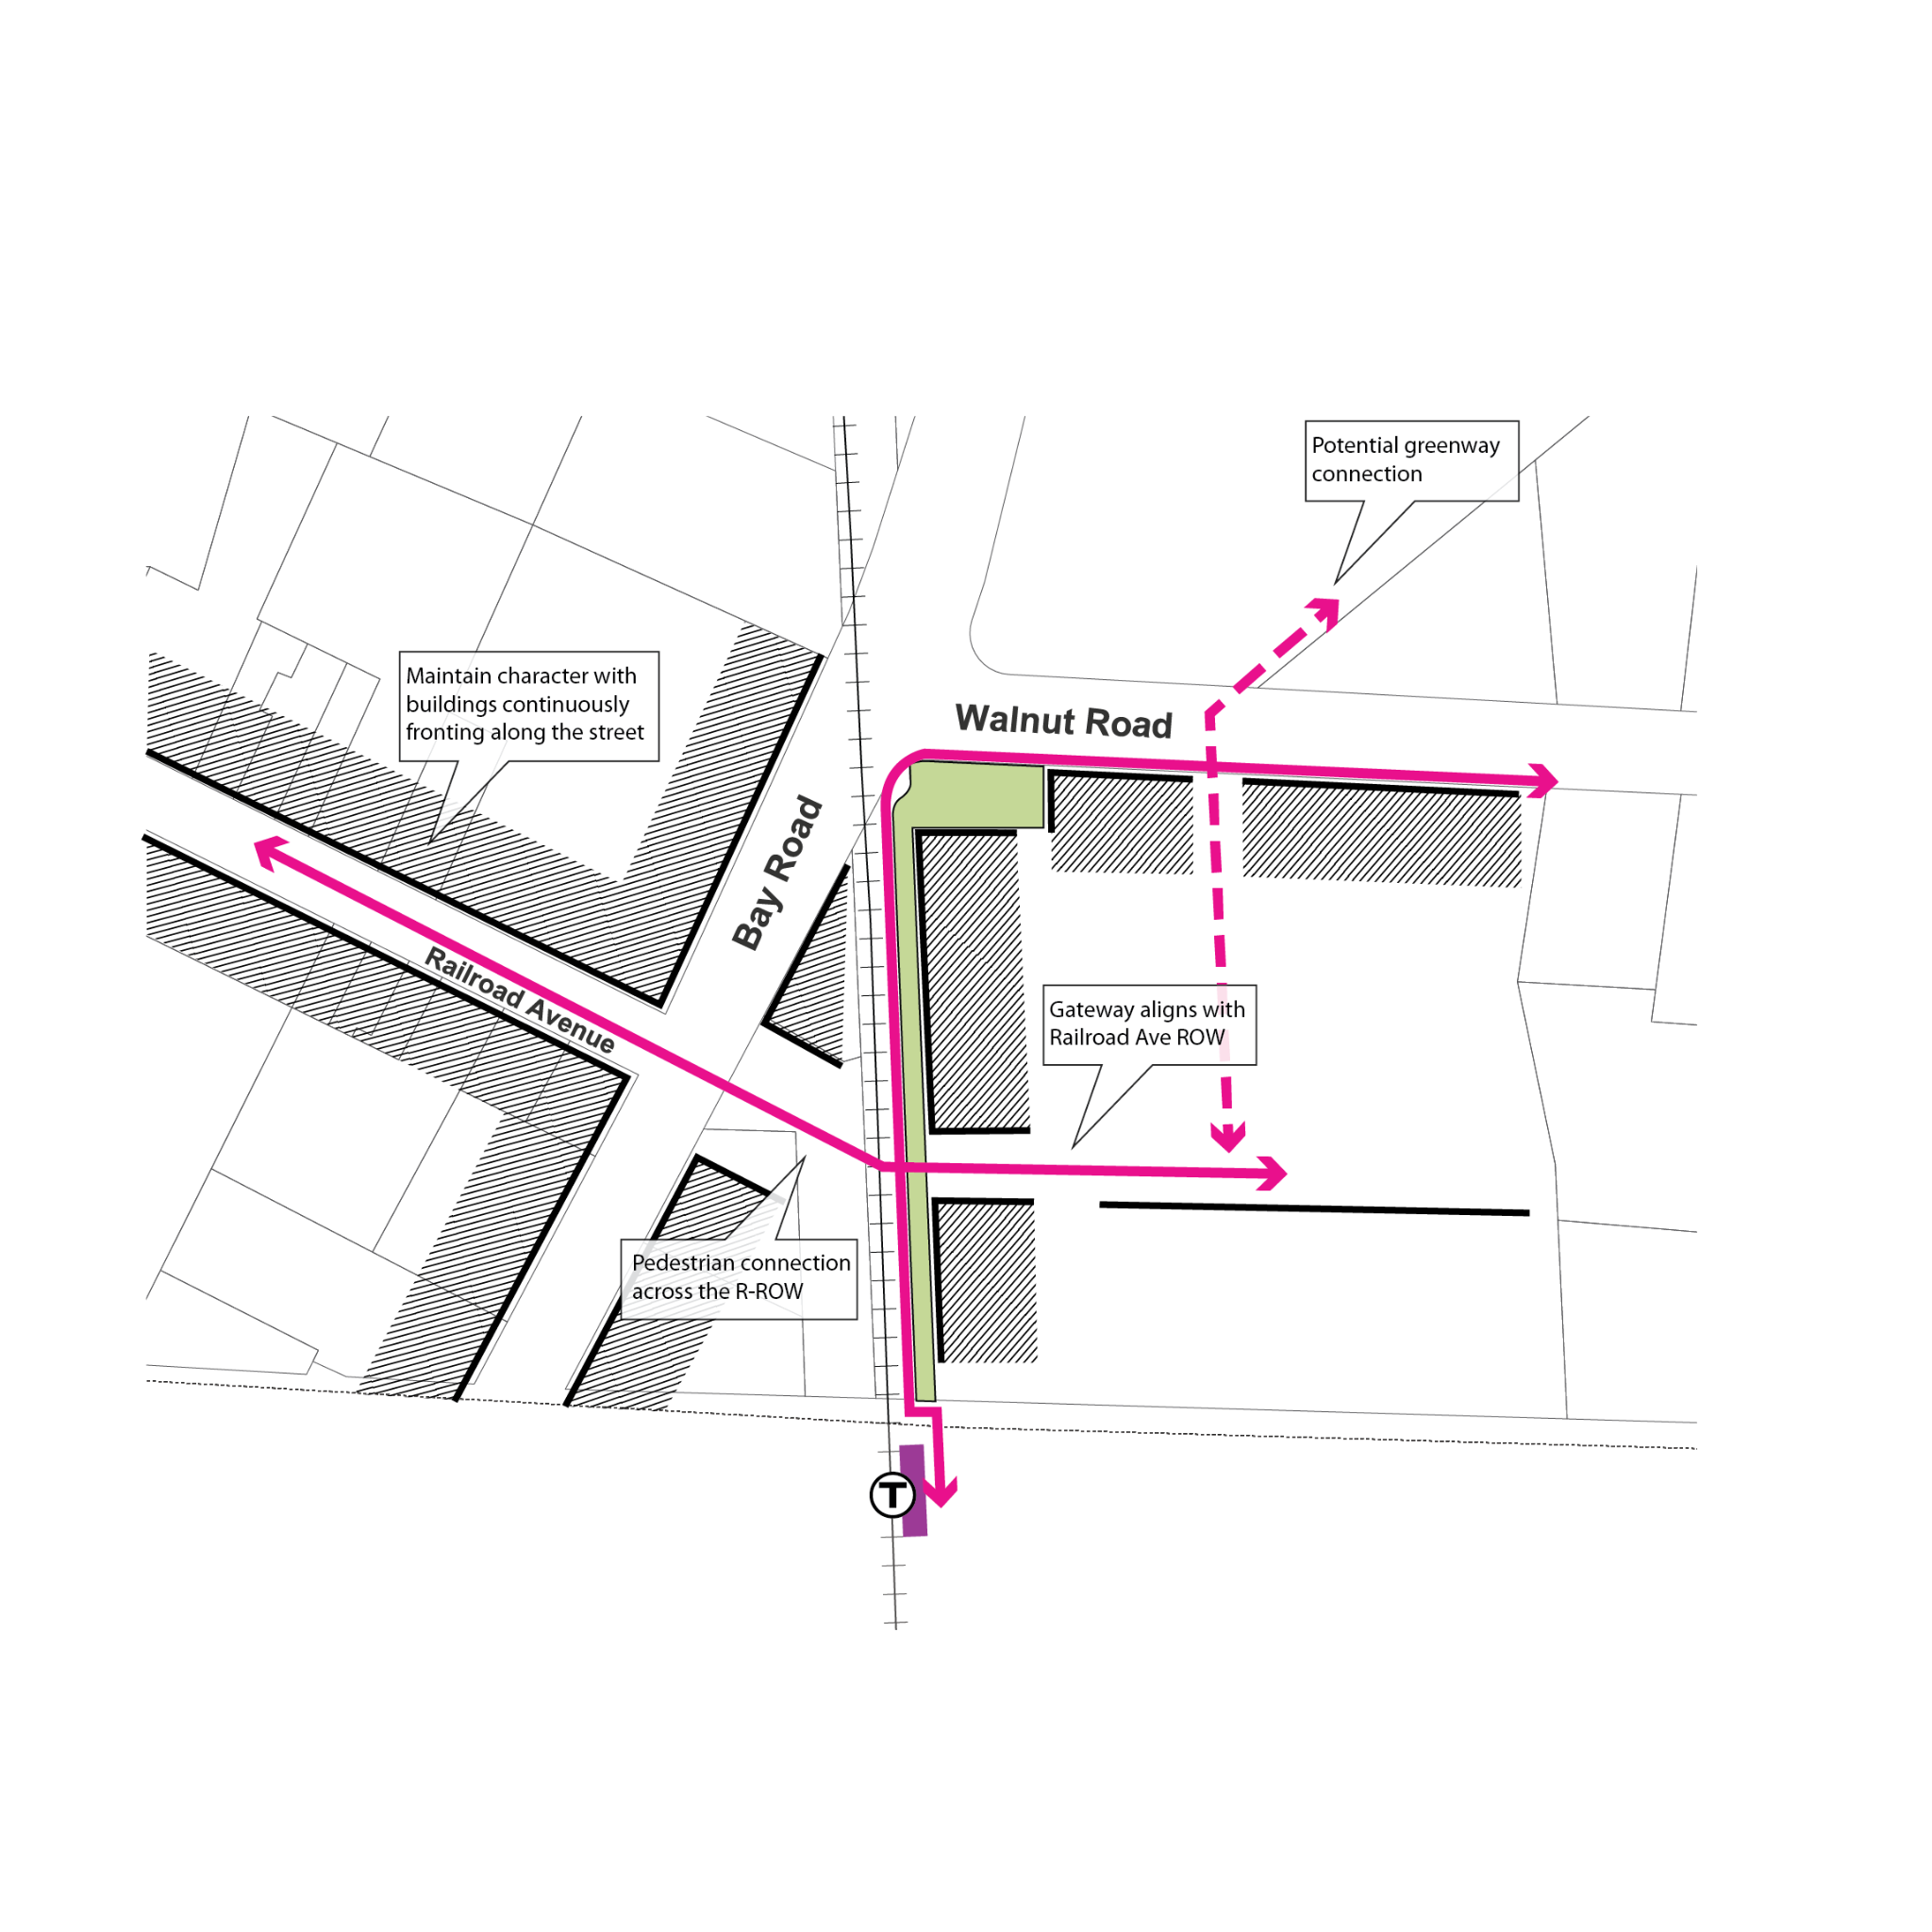 Potential greenway
connection
Maintain character with
buildings continuously
fronting along the street
Walnut Road
Bay Road
Railroad Avenue
Gateway aligns with
Railroad Ave ROW
Pedestrian connection
across the R-ROW
T